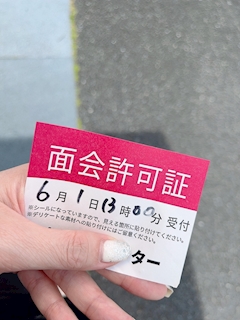 面会許可証
6月1日13時00分 受付
※シールになっていますので、見える箇所に貼り付けてください。
※デリケートな素材への貼り付けにはご留意ください。
ター